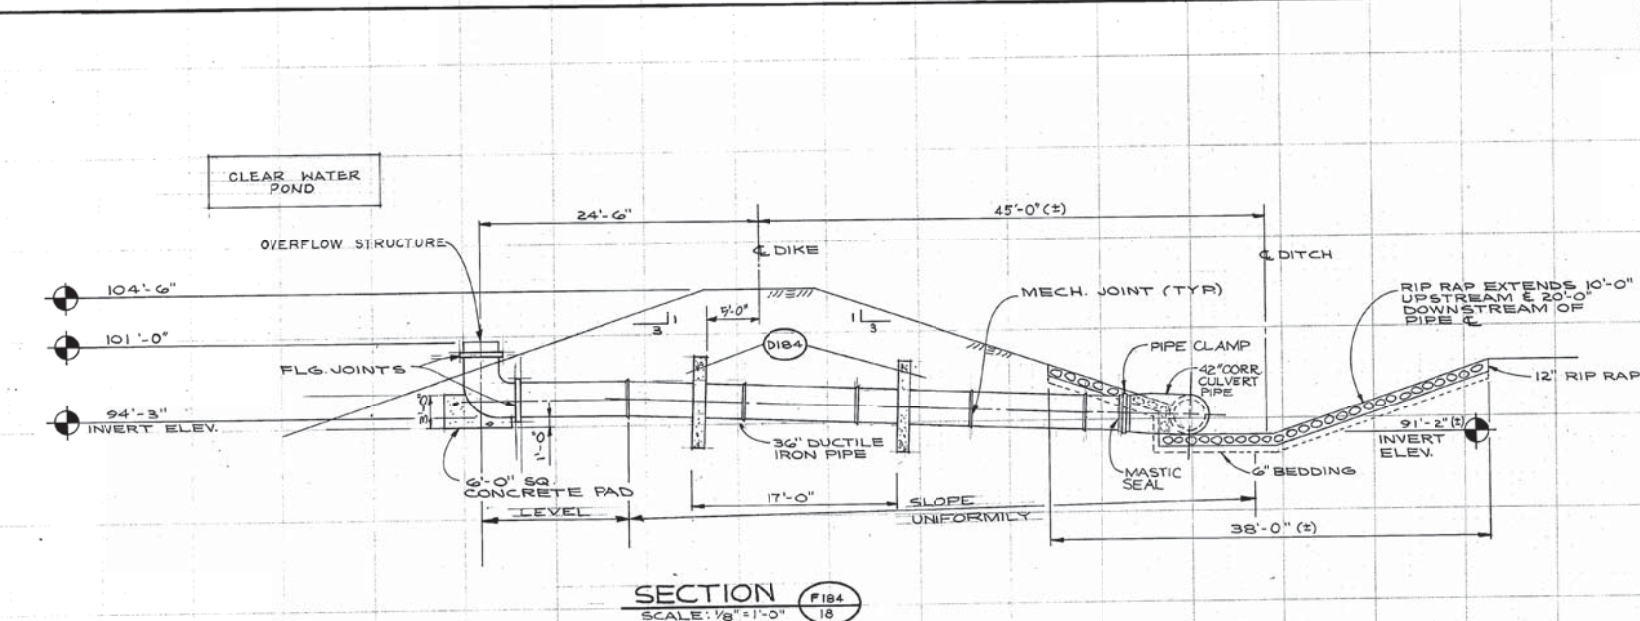 CLEAR WATER
POND
24'-6"
45'-0"(±)
OVERFLOW STRUCTURE
℄ DIKE
℄ DITCH
104'-6"
MECH. JOINT (TYP.)
RIP RAP EXTENDS 10'-0"
UPSTREAM & 20'-0"
DOWNSTREAM OF
PIPE ℄
5'-0"
1
3
1
3
101'-0"
D184
PIPE CLAMP
FLG. JOINTS
42" CORR.
CULVERT
PIPE
12" RIP RAP
94'-3"
INVERT ELEV.
91'-2"(±)
INVERT
ELEV.
1'-0"
36" DUCTILE
IRON PIPE
6'-0" SQ.
CONCRETE PAD
MASTIC
SEAL
6" BEDDING
LEVEL
17'-0"
SLOPE
UNIFORMILY
38'-0" (±)
SECTION
SCALE: 1/8"=1'-0"
F184
18